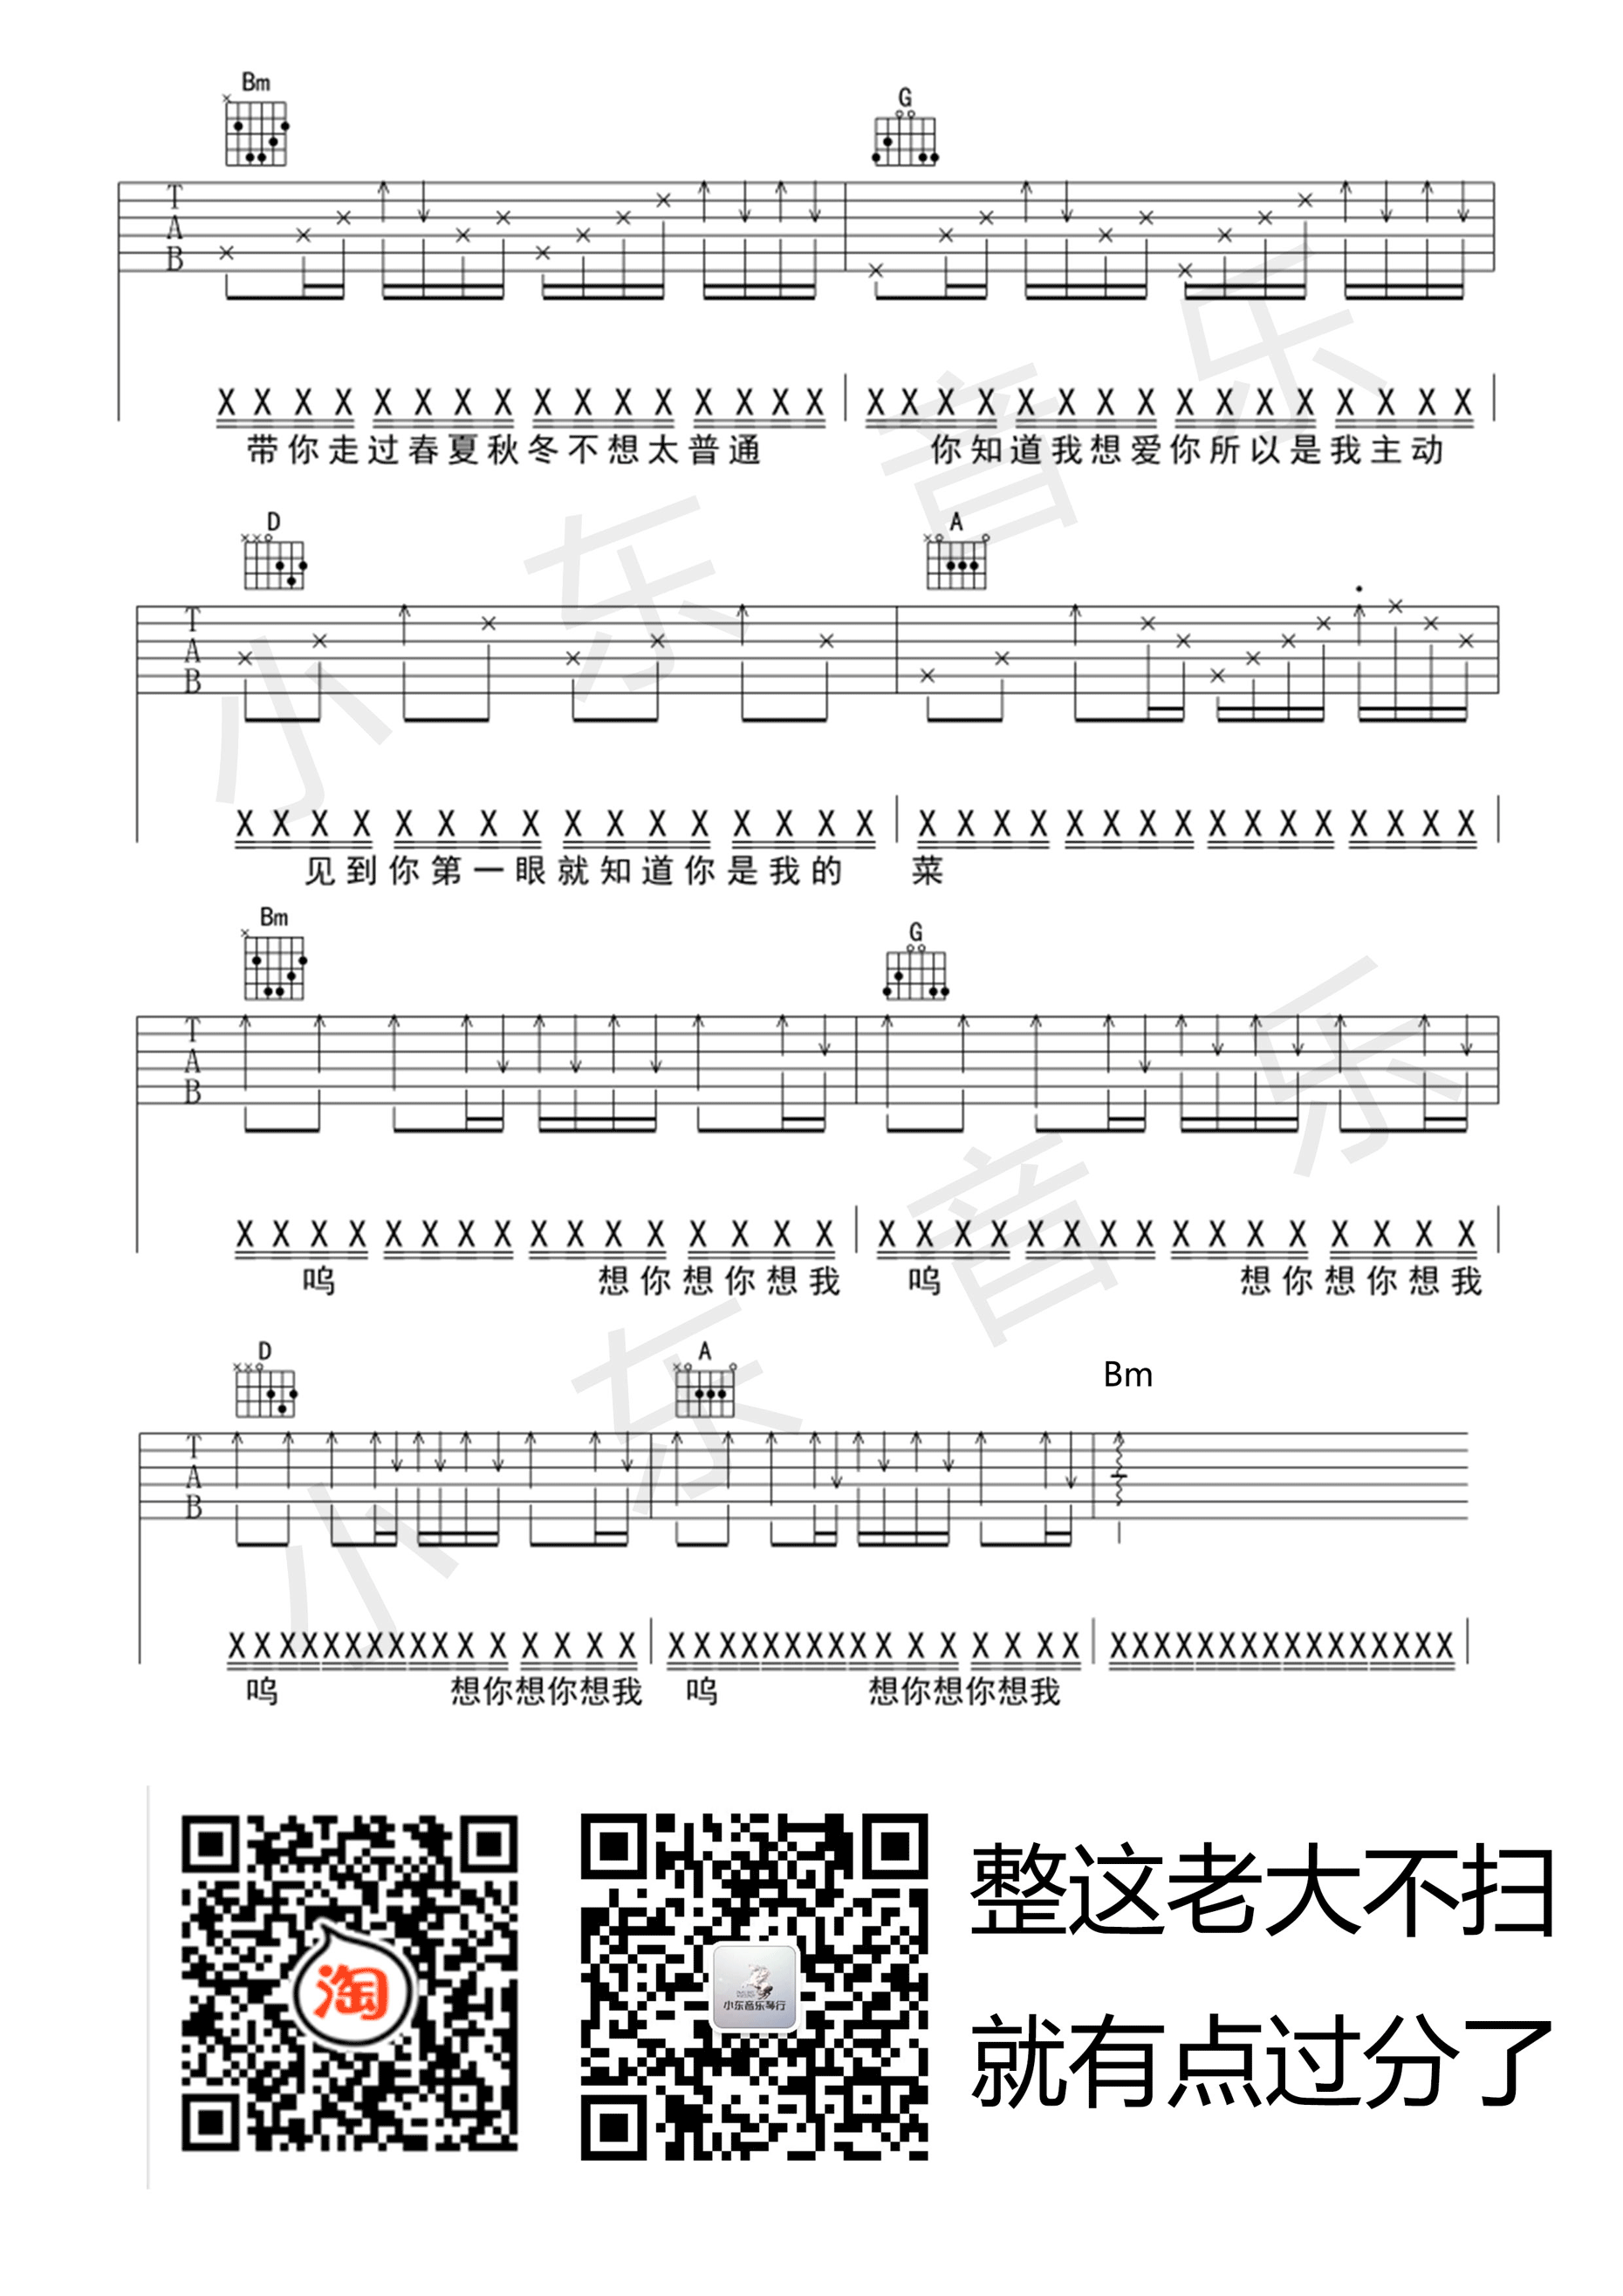 Bm G
T
A
B
X X X X X X X X X X X X X X X X X X X X X X X X X X X X X X X
带你走过春夏秋冬不想太普通 你知道我想爱你所以是我主动
D A
T
A
B
X X X X X X X X X X X X X X X X X X X X X X X X X X X X X X X X
见到你第一眼就知道你是我的 菜
Bm G
T
A
B
X X X X X X X X X X X X X X X X X X X X X X X X X X X X X X
呜 想你想你想我 呜 想你想你想我
D A Bm
T
A
B
X X X X X X X X X X X X X X X X X X X X X X X X X X X X X X X X X X X X X X X X X X X X X X
呜 想你想你想我 呜 想你想你想我
小东音乐
小东音乐
淘
小东音乐琴行
整这老大不扫
就有点过分了